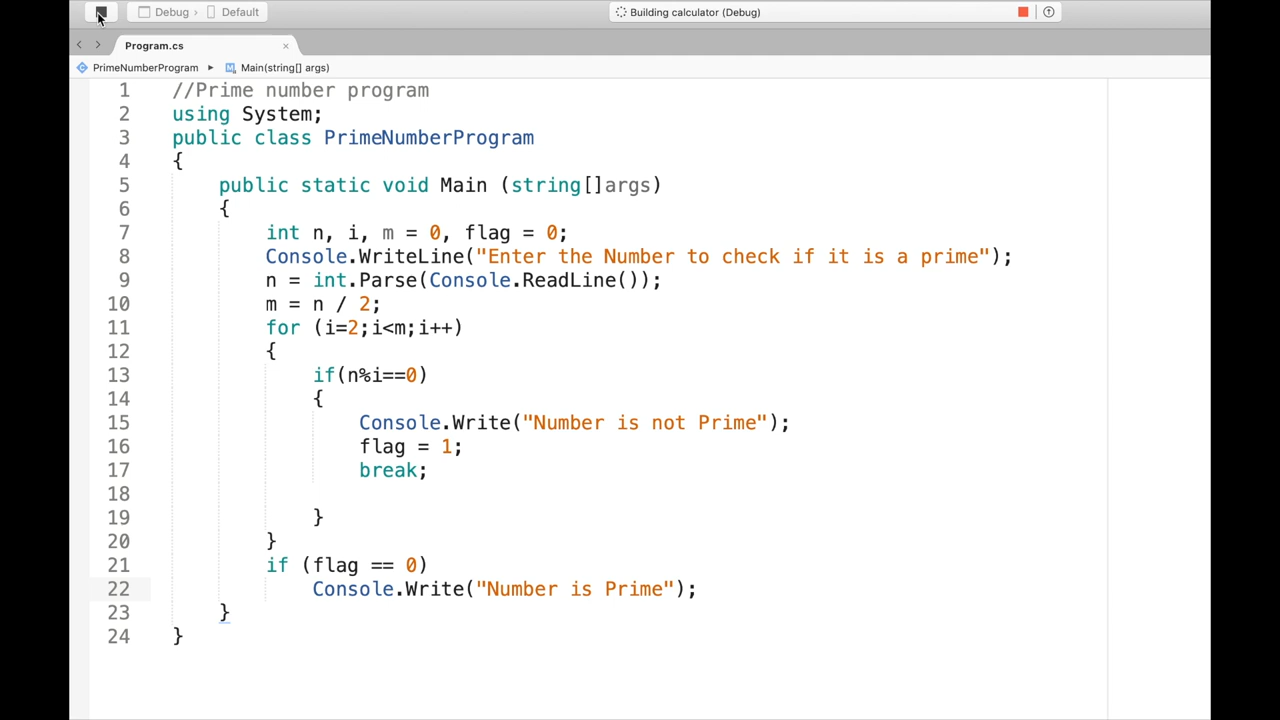 Debug › Default Building calculator (Debug)
Program.cs ×
PrimeNumberProgram ▸ M Main(string[] args)
1 //Prime number program
2 using System;
3 public class PrimeNumberProgram
4 {
5 public static void Main (string[]args)
6 {
7 int n, i, m = 0, flag = 0;
8 Console.WriteLine("Enter the Number to check if it is a prime");
9 n = int.Parse(Console.ReadLine());
10 m = n / 2;
11 for (i=2;i<m;i++)
12 {
13 if(n%i==0)
14 {
15 Console.Write("Number is not Prime");
16 flag = 1;
17 break;
18
19 }
20 }
21 if (flag == 0)
22 Console.Write("Number is Prime");
23 }
24 }